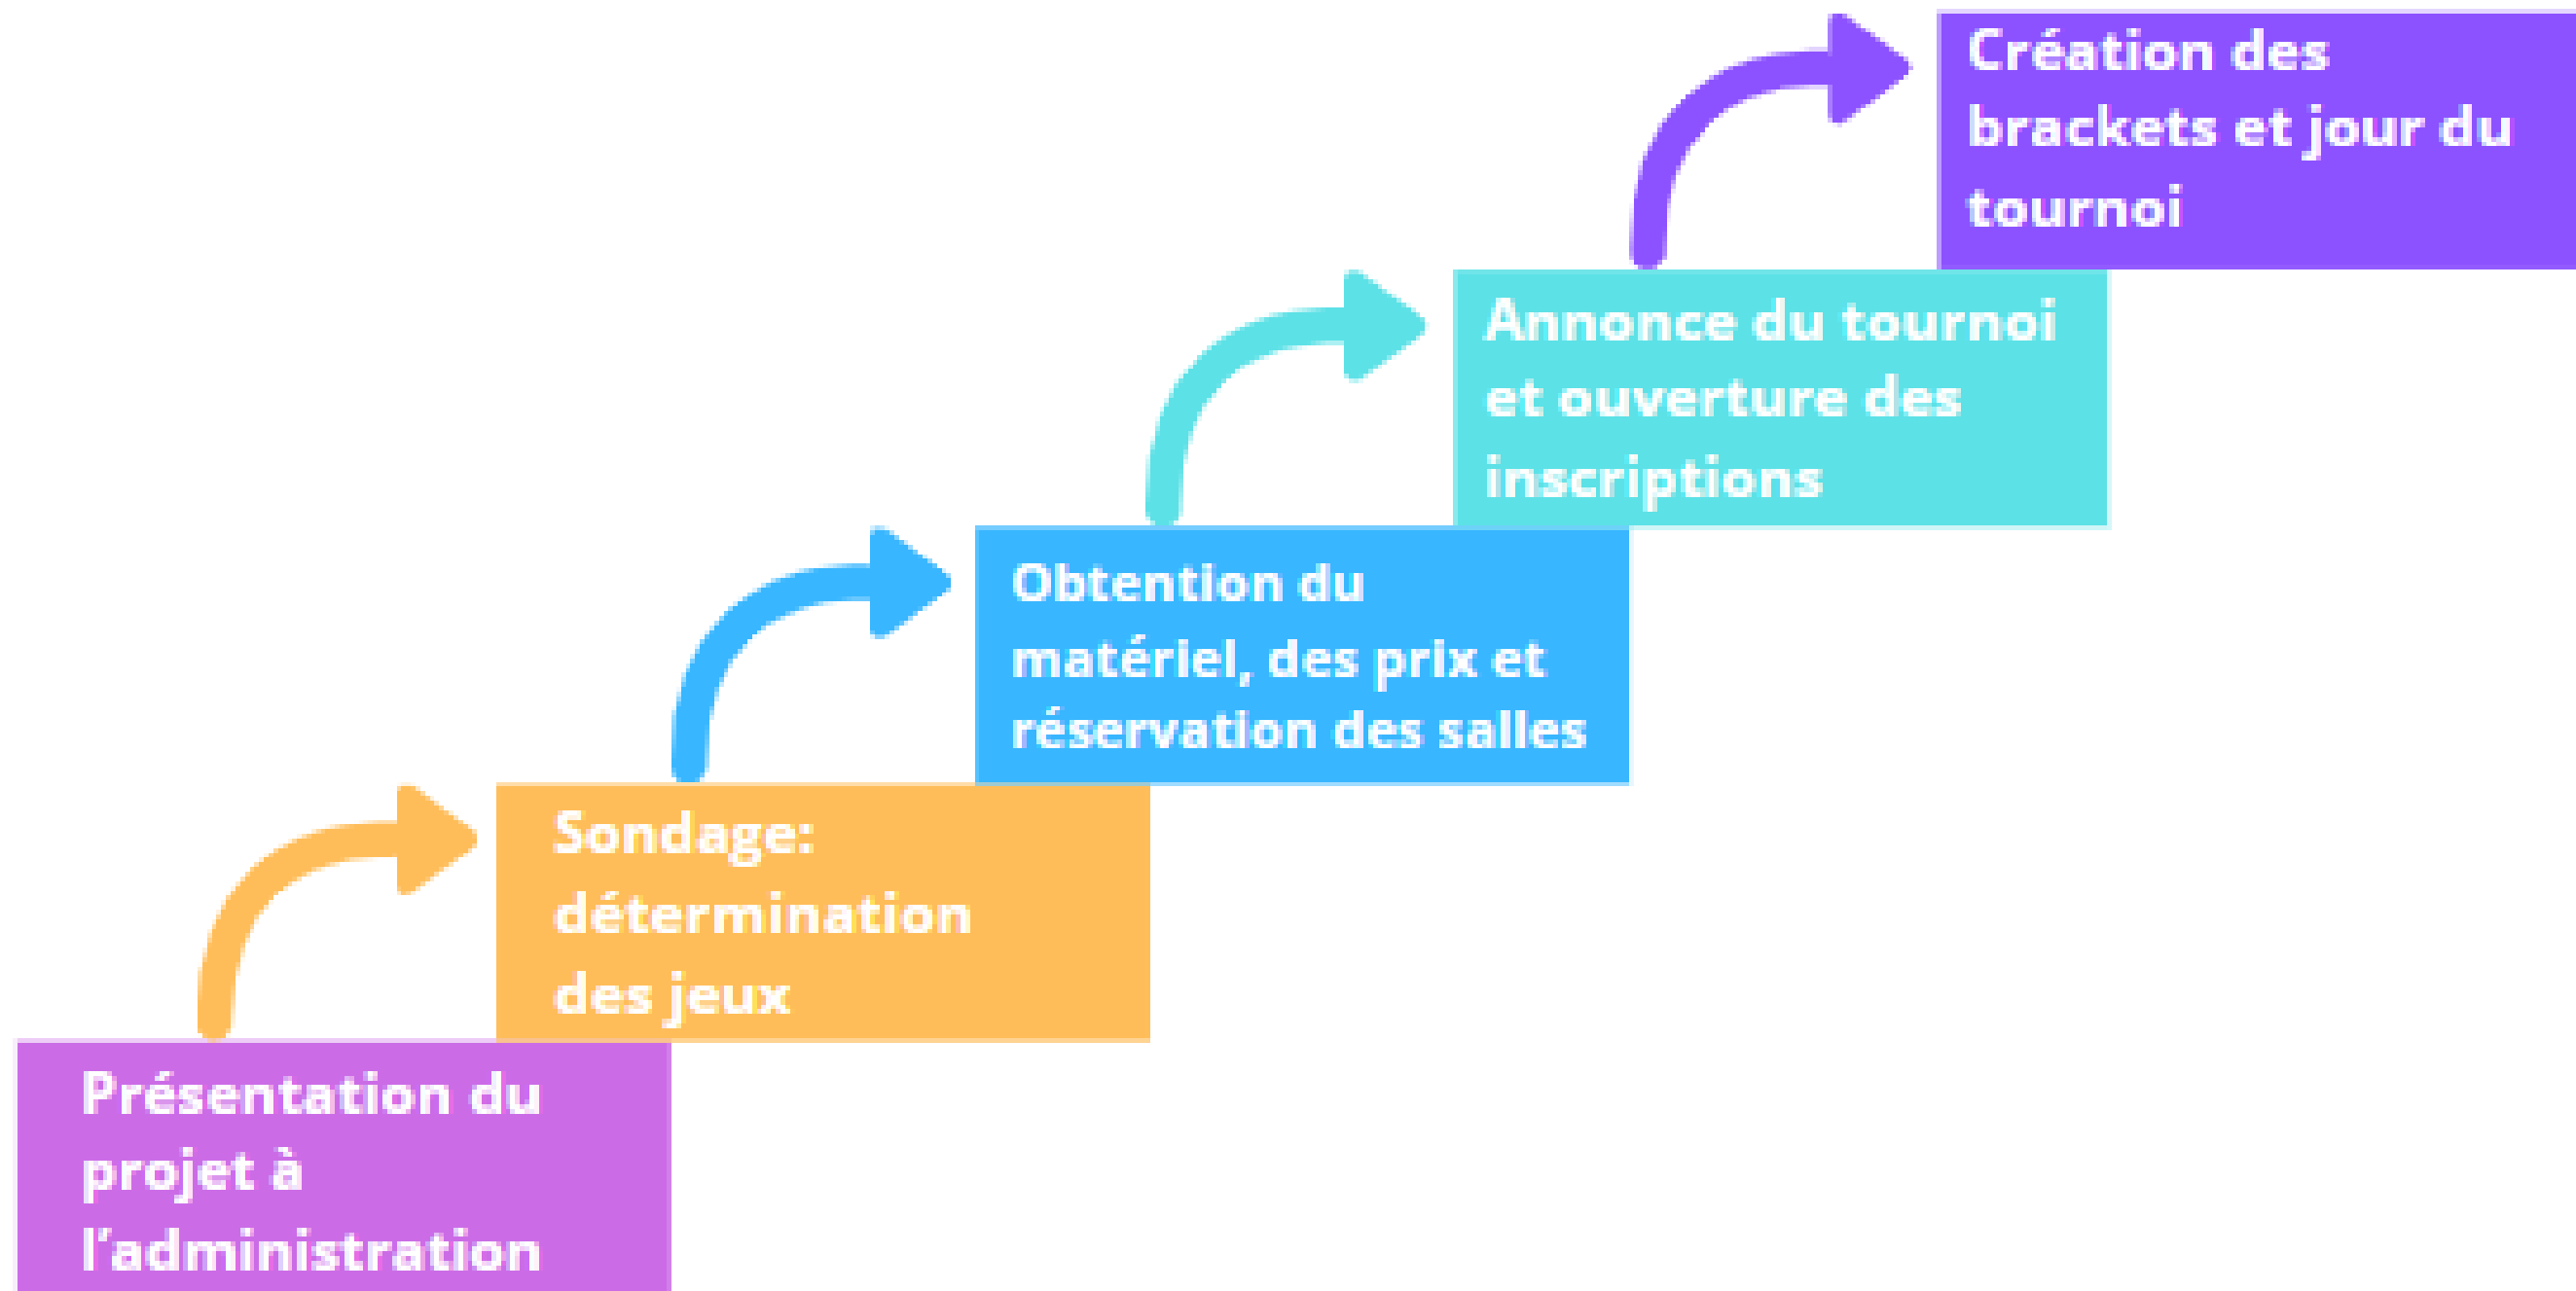 Création des
brackets et jour du
tournoi
Annonce du tournoi
et ouverture des
inscriptions
Obtention du
matériel, des prix et
réservation des salles
Sondage:
détermination
des jeux
Présentation du
projet à
l'administration